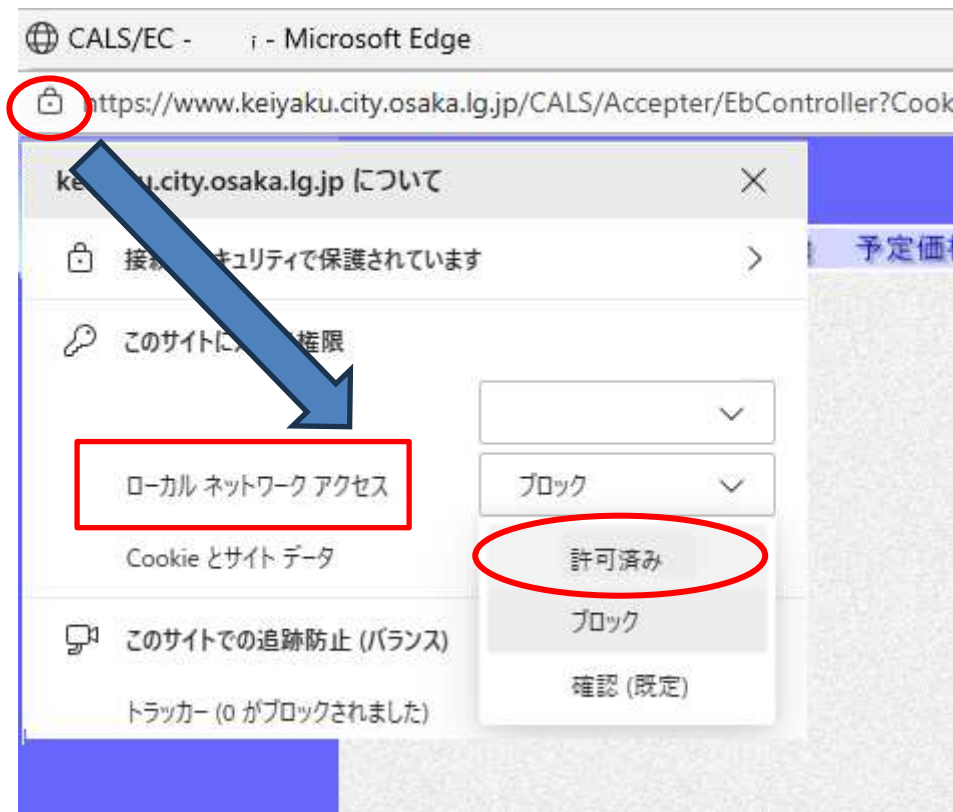 CALS/EC - - Microsoft Edge
https://www.keiyaku.city.osaka.lg.jp/CALS/Accepter/EbController?Cook
.city.osaka.lg.jp について
接続 キュリティで保護されています
予定価
このサイトに 権限
ローカル ネットワーク アクセス
ブロック
Cookie とサイト データ
許可済み
ブロック
このサイトでの追跡防止 (バランス)
確認 (既定)
トラッカー (0 がブロックされました)